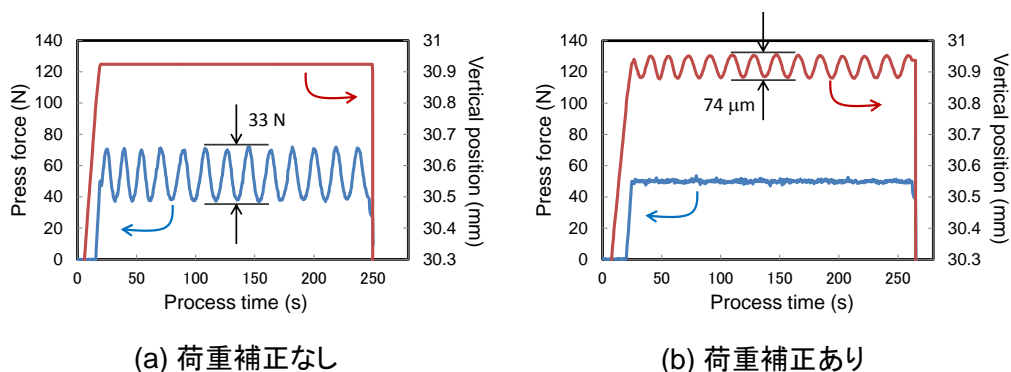 140
120
100
80
60
40
20
0
Press force (N)
0 50 100 150 200 250
Process time (s)
31
30.9
30.8
30.7
30.6
30.5
30.4
30.3
Vertical position (mm)
33 N
(a) 荷重補正なし
140
120
100
80
60
40
20
0
Press force (N)
0 50 100 150 200 250
Process time (s)
31
30.9
30.8
30.7
30.6
30.5
30.4
30.3
Vertical position (mm)
74 μm
(b) 荷重補正あり